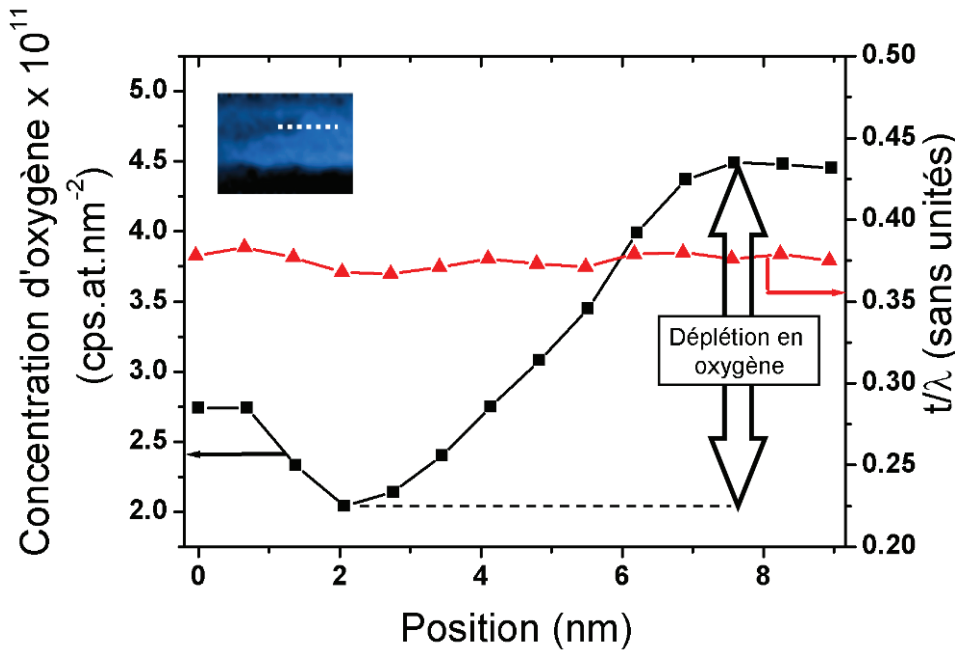 Concentration d'oxygène x 10^11
(cps.at.nm^-2)
5.0
4.5
4.0
3.5
3.0
2.5
2.0
0.50
0.45
0.40
0.35
0.30
0.25
0.20
t/λ (sans unités)
Déplétion en
oxygène
0 2 4 6 8
Position (nm)